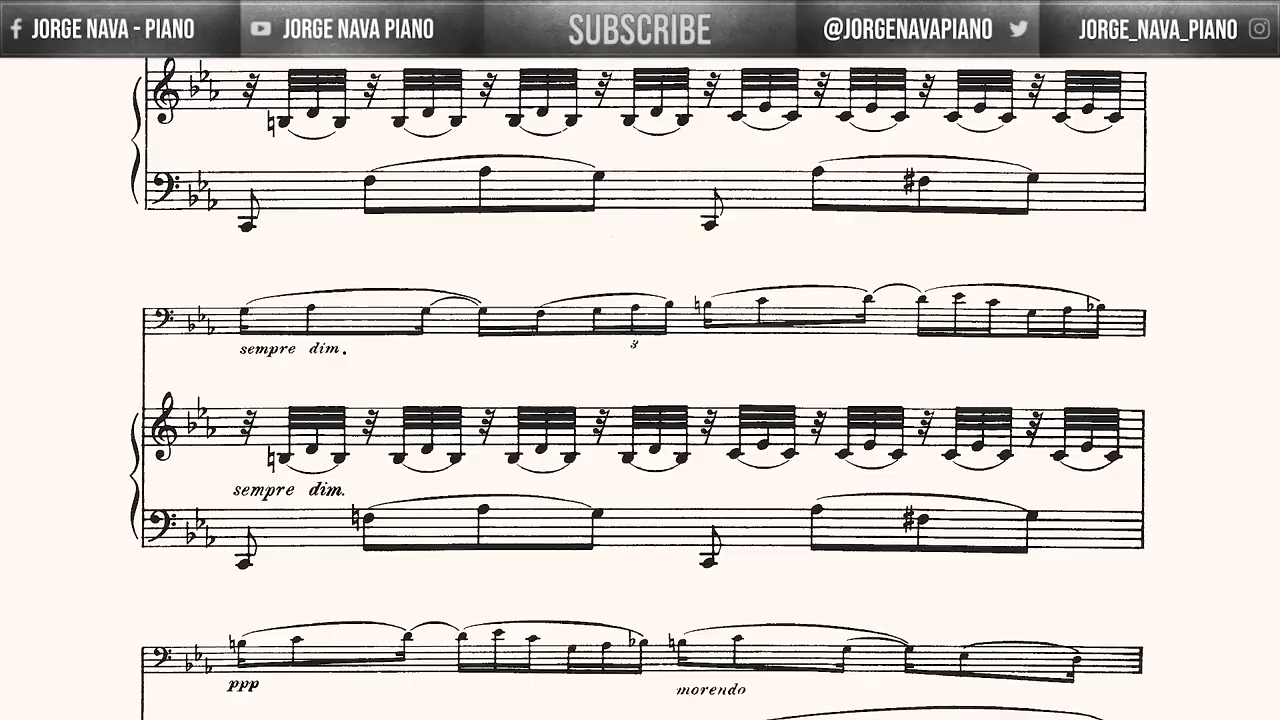 JORGE NAVA - PIANO
JORGE NAVA PIANO
SUBSCRIBE
@JORGENAVAPIANO
JORGE_NAVA_PIANO
sempre dim.
3
sempre dim.
ppp
morendo